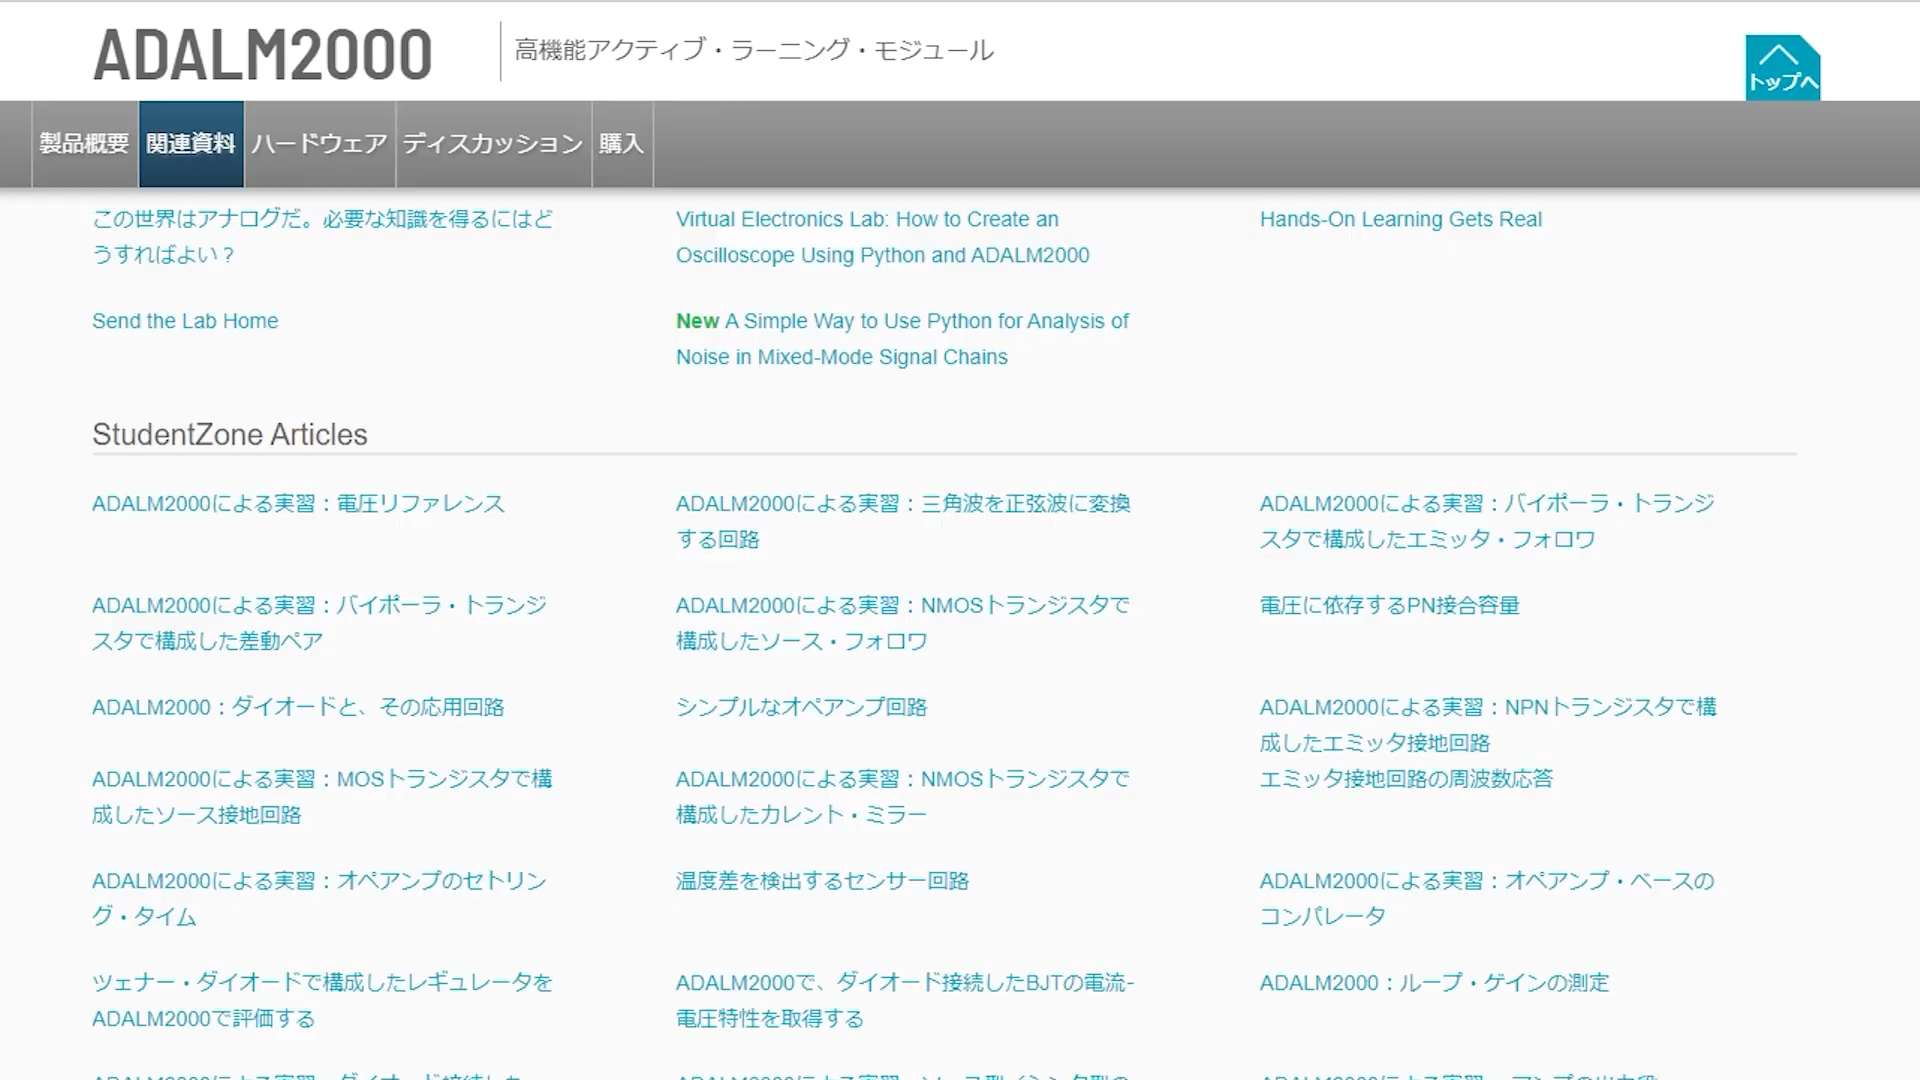 ADALM2000
高機能アクティブ・ラーニング・モジュール
トップへ
製品概要
関連資料
ハードウェア
ディスカッション
購入
この世界はアナログだ。必要な知識を得るにはど
うすればよい？
Virtual Electronics Lab: How to Create an
Oscilloscope Using Python and ADALM2000
Hands-On Learning Gets Real
Send the Lab Home
New A Simple Way to Use Python for Analysis of
Noise in Mixed-Mode Signal Chains
StudentZone Articles
ADALM2000による実習：電圧リファレンス
ADALM2000による実習：三角波を正弦波に変換
する回路
ADALM2000による実習：バイポーラ・トランジ
スタで構成したエミッタ・フォロワ
ADALM2000による実習：バイポーラ・トランジ
スタで構成した差動ペア
ADALM2000による実習：NMOSトランジスタで
構成したソース・フォロワ
電圧に依存するPN接合容量
ADALM2000：ダイオードと、その応用回路
シンプルなオペアンプ回路
ADALM2000による実習：NPNトランジスタで構
成したエミッタ接地回路
ADALM2000による実習：MOSトランジスタで構
成したソース接地回路
ADALM2000による実習：NMOSトランジスタで
構成したカレント・ミラー
エミッタ接地回路の周波数応答
ADALM2000による実習：オペアンプのセトリン
グ・タイム
温度差を検出するセンサー回路
ADALM2000による実習：オペアンプ・ベースの
コンパレータ
ツェナー・ダイオードで構成したレギュレータを
ADALM2000で評価する
ADALM2000で、ダイオード接続したBJTの電流-
電圧特性を取得する
ADALM2000：ループ・ゲインの測定